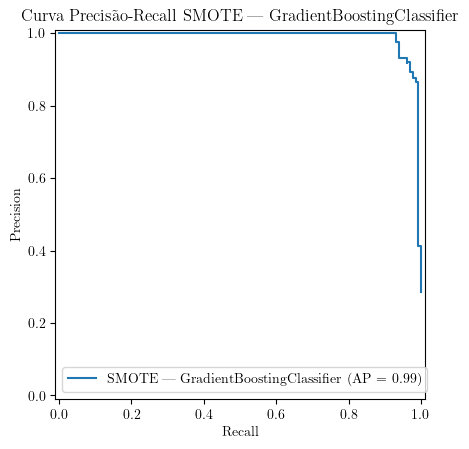 Curva Precisão-Recall SMOTE — GradientBoostingClassifier
1.0
0.8
0.6
0.4
0.2
0.0
Precision
SMOTE — GradientBoostingClassifier (AP = 0.99)
0.0 0.2 0.4 0.6 0.8 1.0
Recall